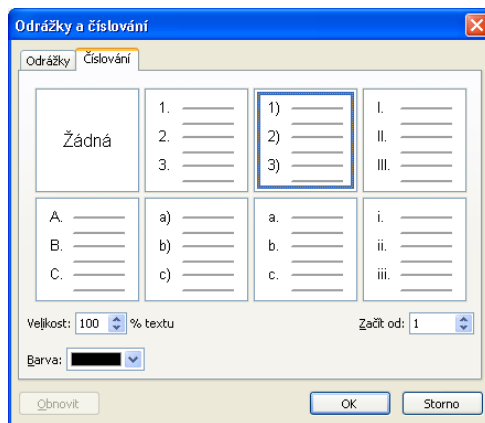 Odrážky a číslování
Odrážky Číslování
Žádná
1.
2.
3.
1)
2)
3)
I.
II.
III.
A.
B.
C.
a)
b)
c)
a.
b.
c.
i.
ii.
iii.
Velikost: 100 % textu
Začít od: 1
Barva:
Obnovit OK Storno